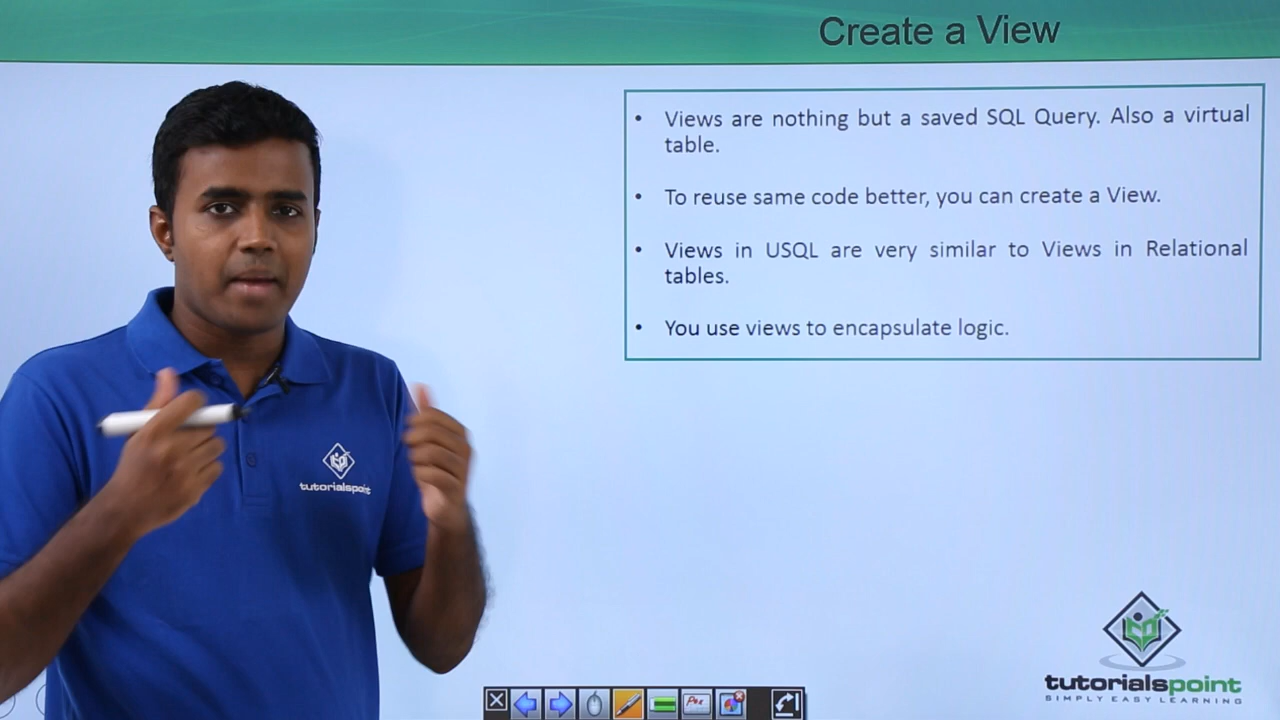 Create a View
• Views are nothing but a saved SQL Query. Also a virtual
table.
• To reuse same code better, you can create a View.
• Views in USQL are very similar to Views in Relational
tables.
• You use views to encapsulate logic.
tutorialspoint
tutorialspoint
SIMPLY EASY LEARNING